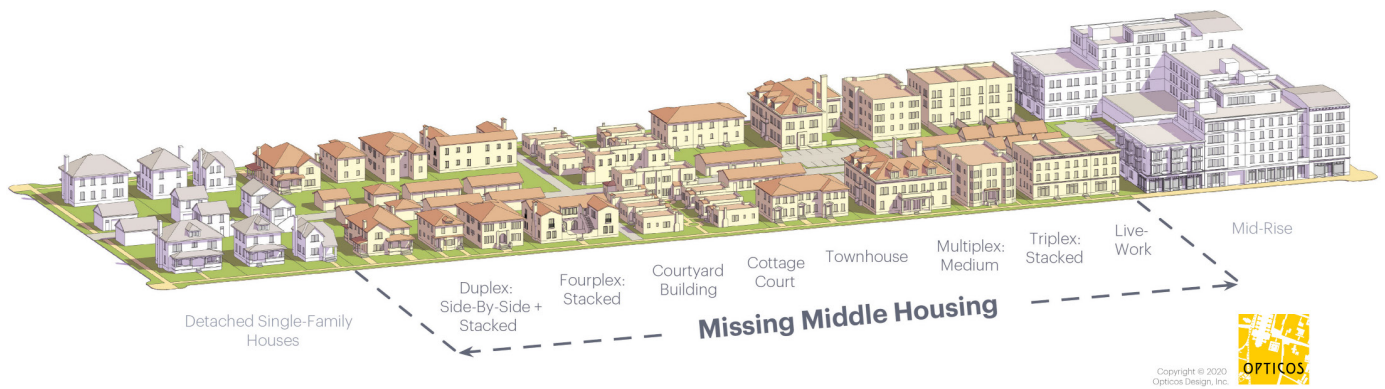 Detached Single-Family
Houses
Duplex:
Side-By-Side +
Stacked
Fourplex:
Stacked
Courtyard
Building
Cottage
Court
Townhouse
Multiplex:
Medium
Triplex:
Stacked
Live-
Work
Mid-Rise
Missing Middle Housing
Copyright © 2020
Opticos Design, Inc.
OPTICOS